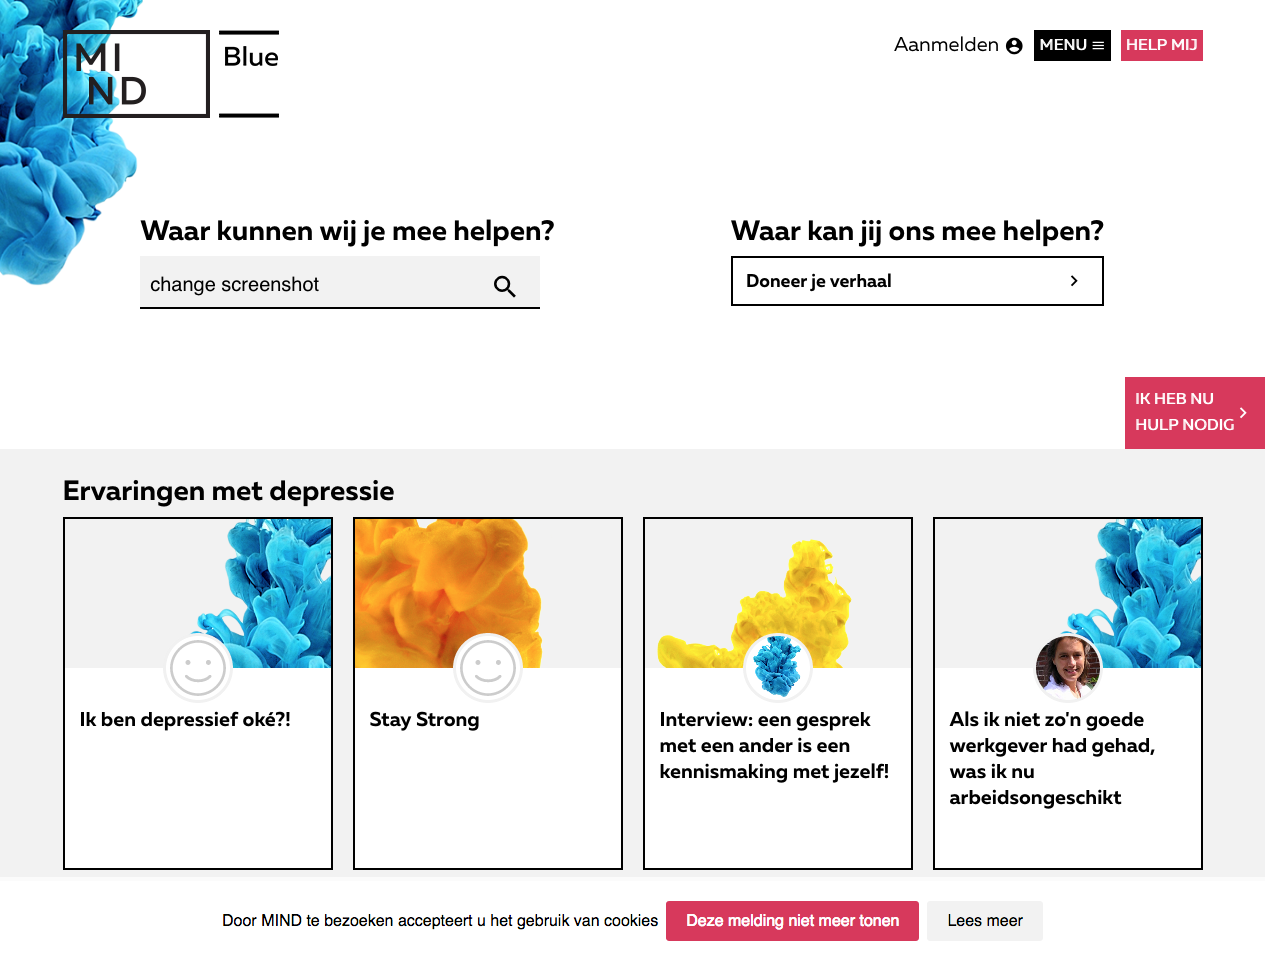 MI
ND
Blue
Aanmelden
MENU
HELP MIJ
Waar kunnen wij je mee helpen?
change screenshot
Waar kan jij ons mee helpen?
Doneer je verhaal
IK HEB NU
HULP NODIG
Ervaringen met depressie
Ik ben depressief oké?!
Stay Strong
Interview: een gesprek
met een ander is een
kennismaking met jezelf!
Als ik niet zo'n goede
werkgever had gehad,
was ik nu
arbeidsongeschikt
Door MIND te bezoeken accepteert u het gebruik van cookies
Deze melding niet meer tonen
Lees meer